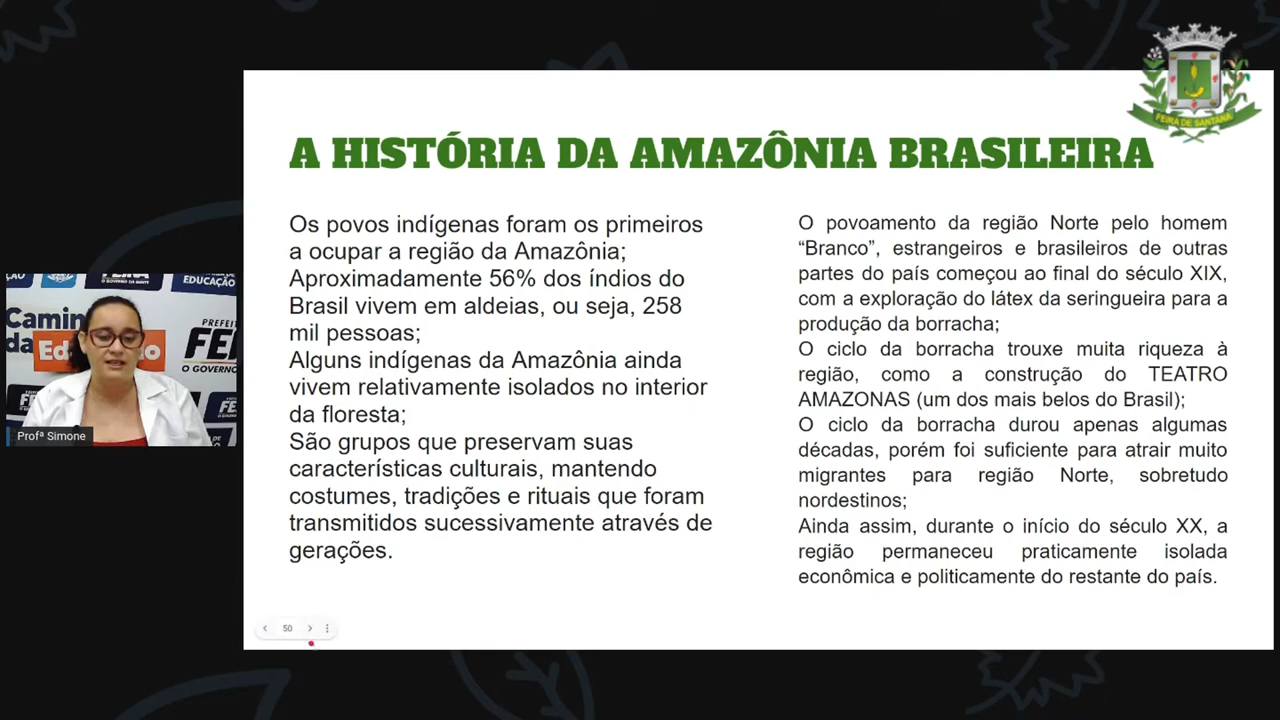 FEIRA DE SANTANA
A HISTÓRIA DA AMAZÔNIA BRASILEIRA
Os povos indígenas foram os primeiros
a ocupar a região da Amazônia;
Aproximadamente 56% dos índios do
Brasil vivem em aldeias, ou seja, 258
mil pessoas;
Alguns indígenas da Amazônia ainda
vivem relativamente isolados no interior
da floresta;
São grupos que preservam suas
características culturais, mantendo
costumes, tradições e rituais que foram
transmitidos sucessivamente através de
gerações.
O povoamento da região Norte pelo homem
“Branco”, estrangeiros e brasileiros de outras
partes do país começou ao final do século XIX,
com a exploração do látex da seringueira para a
produção da borracha;
O ciclo da borracha trouxe muita riqueza à
região, como a construção do TEATRO
AMAZONAS (um dos mais belos do Brasil);
O ciclo da borracha durou apenas algumas
décadas, porém foi suficiente para atrair muito
migrantes para região Norte, sobretudo
nordestinos;
Ainda assim, durante o início do século XX, a
região permaneceu praticamente isolada
econômica e politicamente do restante do país.
EDUCAÇÃO
Camin
da
Ed
o
PREFEI
FE
O GOVERNO
Profª Simone
50